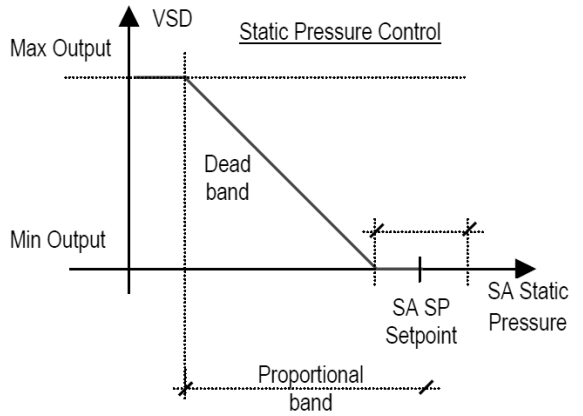 VSD
Static Pressure Control
Max Output
Dead
band
Min Output
SA SP
Setpoint
SA Static
Pressure
Proportional
band